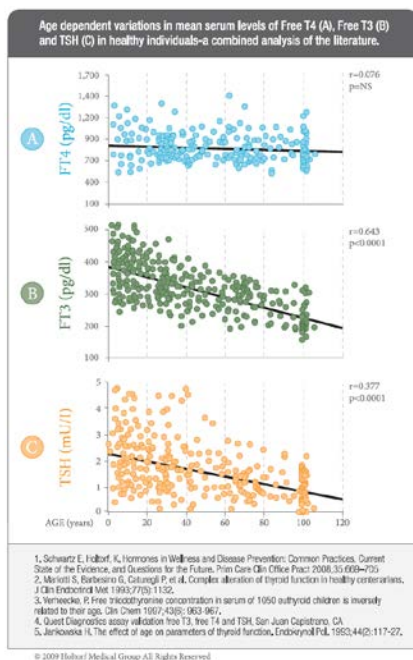 Age dependent variations in mean serum levels of Free T4 (A), Free T3 (B)
and TSH (C) in healthy individuals-a combined analysis of the literature.
1,700
1,400
900
800
700
400
100
A
FT4 (pg/dl)
r=0.076
p=NS
500
400
300
200
100
B
FT3 (pg/dl)
r=0.643
p<0.0001
5
4
3
2
1
0
C
TSH (mU/l)
r=0.377
p<0.0001
AGE (years)
0 20 40 60 80 100 120
1. Schwartz E, Holtorf, K, Hormones in Wellness and Disease Prevention: Common Practices, Current
State of the Evidence, and Questions for the Future. Prim Care Clin Office Pract 2008,35:669–705
2. Mariotti S, Barbesino G, Caturegli P, et al. Complex alteration of thyroid function in healthy centenarians.
J Clin Endocrinol Met 1993;77(5):1132.
3. Verheecke, P. Free triiodothyronine concentration in serum of 1050 euthyroid children is inversely
related to their age. Clin Chem 1997;43(6): 963-967.
4. Quest Diagnostics assay validation free T3, free T4 and TSH, San Juan Capistrano, CA
5. Jankowska H. The effect of age on parameters of thyroid function. Endokrynol Pol. 1993;44(2):117-27.
© 2009 Holtorf Medical Group All Rights Reserved